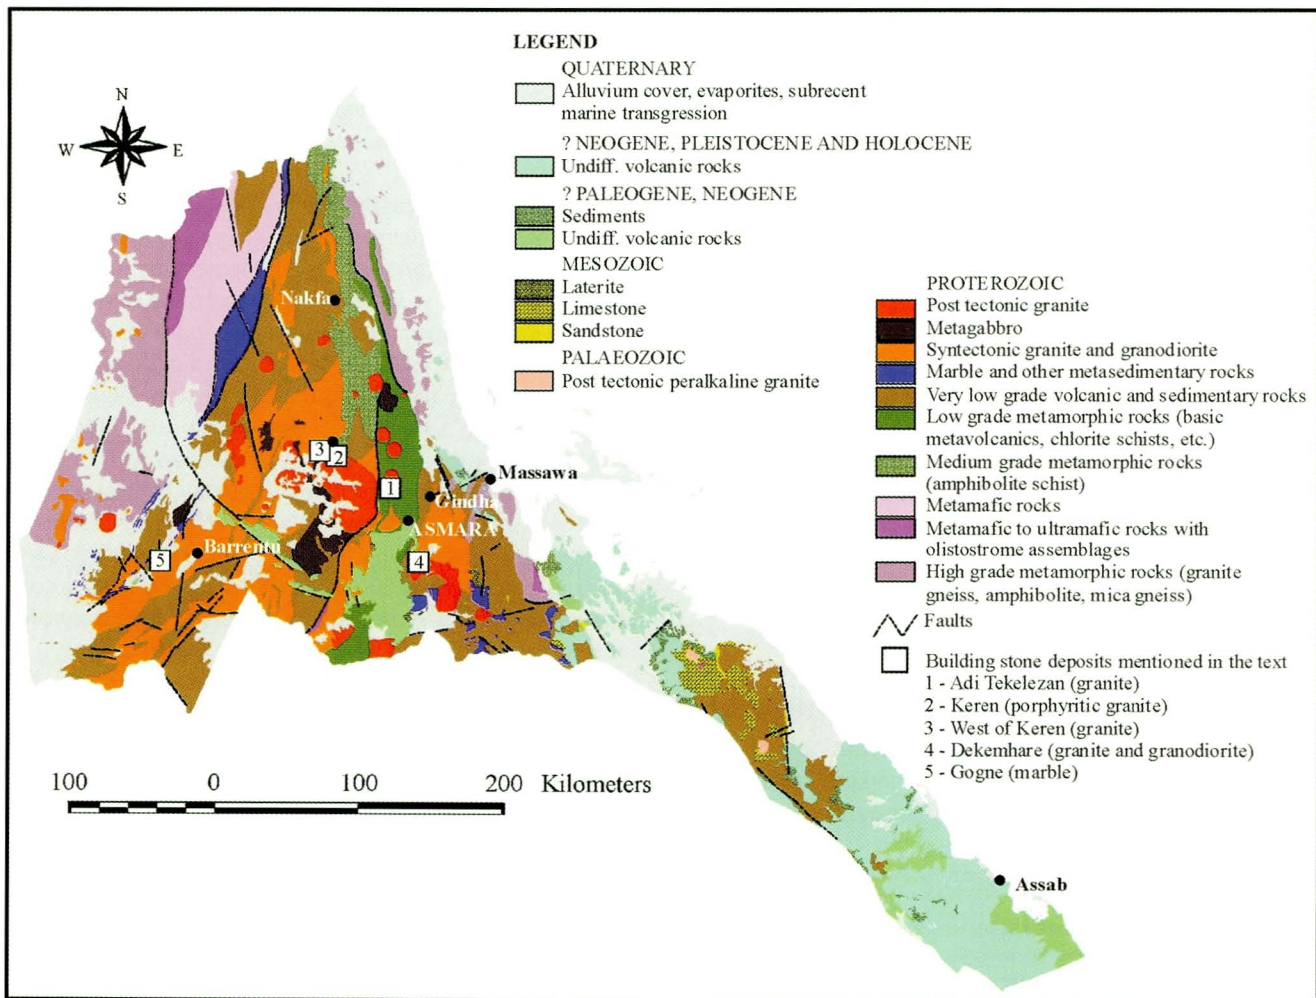 LEGEND
QUATERNARY
Alluvium cover, evaporites, subrecent
marine transgression
? NEOGENE, PLEISTOCENE AND HOLOCENE
Undiff. volcanic rocks
? PALEOGENE, NEOGENE
Sediments
Undiff. volcanic rocks
MESOZOIC
Laterite
Limestone
Sandstone
PALAEOZOIC
Post tectonic peralkaline granite
PROTEROZOIC
Post tectonic granite
Metagabbro
Syntectonic granite and granodiorite
Marble and other metasedimentary rocks
Very low grade volcanic and sedimentary rocks
Low grade metamorphic rocks (basic
metavolcanics, chlorite schists, etc.)
Medium grade metamorphic rocks
(amphibolite schist)
Metamafic rocks
Metamafic to ultramafic rocks with
olistostrome assemblages
High grade metamorphic rocks (granite
gneiss, amphibolite, mica gneiss)
Faults
Building stone deposits mentioned in the text
1 - Adi Tekelezan (granite)
2 - Keren (porphyritic granite)
3 - West of Keren (granite)
4 - Dekemhare (granite and granodiorite)
5 - Gogne (marble)
N
W
E
S
Nakfa
3
2
1
Massawa
Gindha
ASMARA
Barrentu
5
4
Assab
100 0 100 200 Kilometers